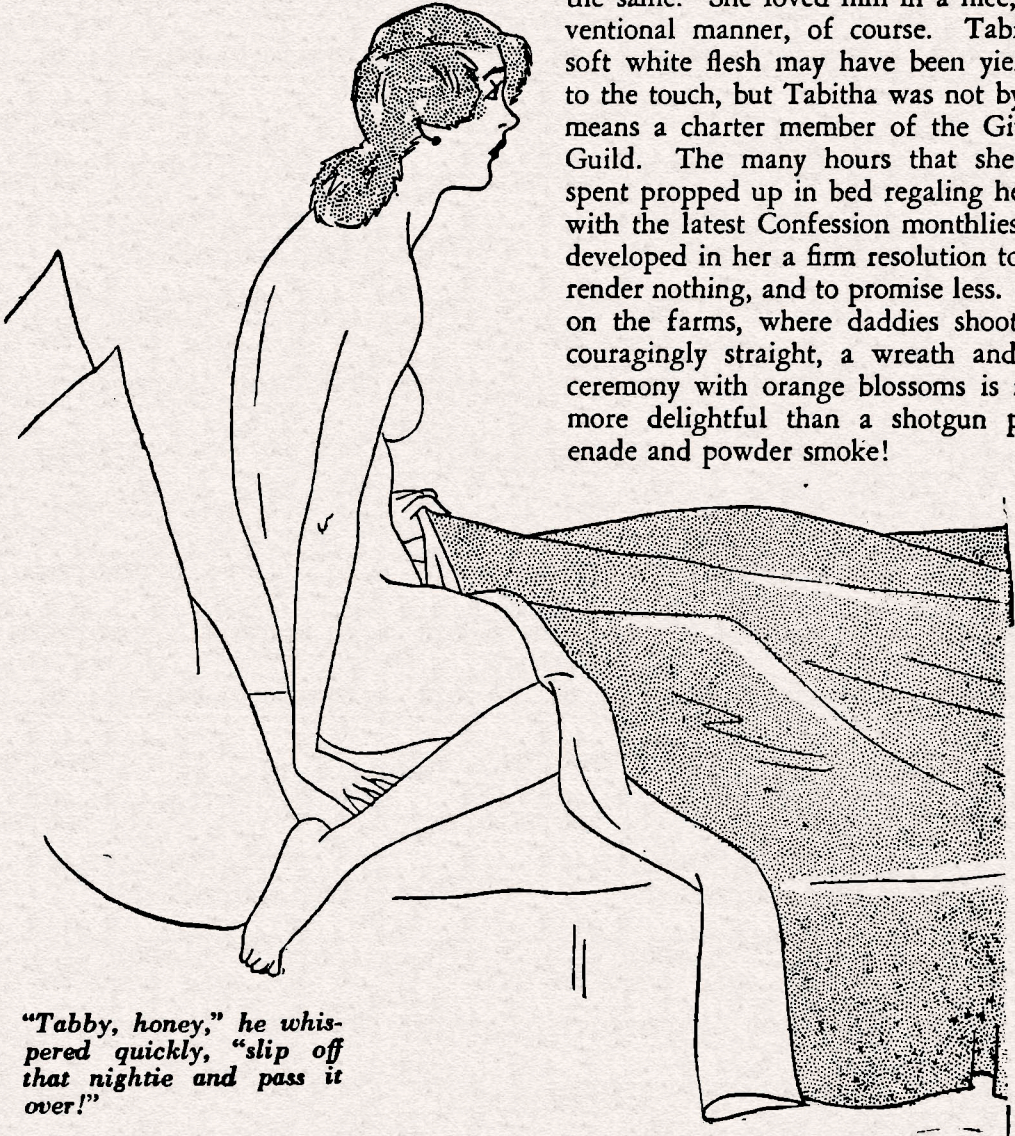 the same. She loved him in a nice,
ventional manner, of course. Tab
soft white flesh may have been yie
to the touch, but Tabitha was not by
means a charter member of the Gi
Guild. The many hours that she
spent propped up in bed regaling he
with the latest Confession monthlies
developed in her a firm resolution to
render nothing, and to promise less.
on the farms, where daddies shoot
couragingly straight, a wreath and
ceremony with orange blossoms is
more delightful than a shotgun p
enade and powder smoke!
"Tabby, honey," he whis-
pered quickly, "slip off
that nightie and pass it
over!"